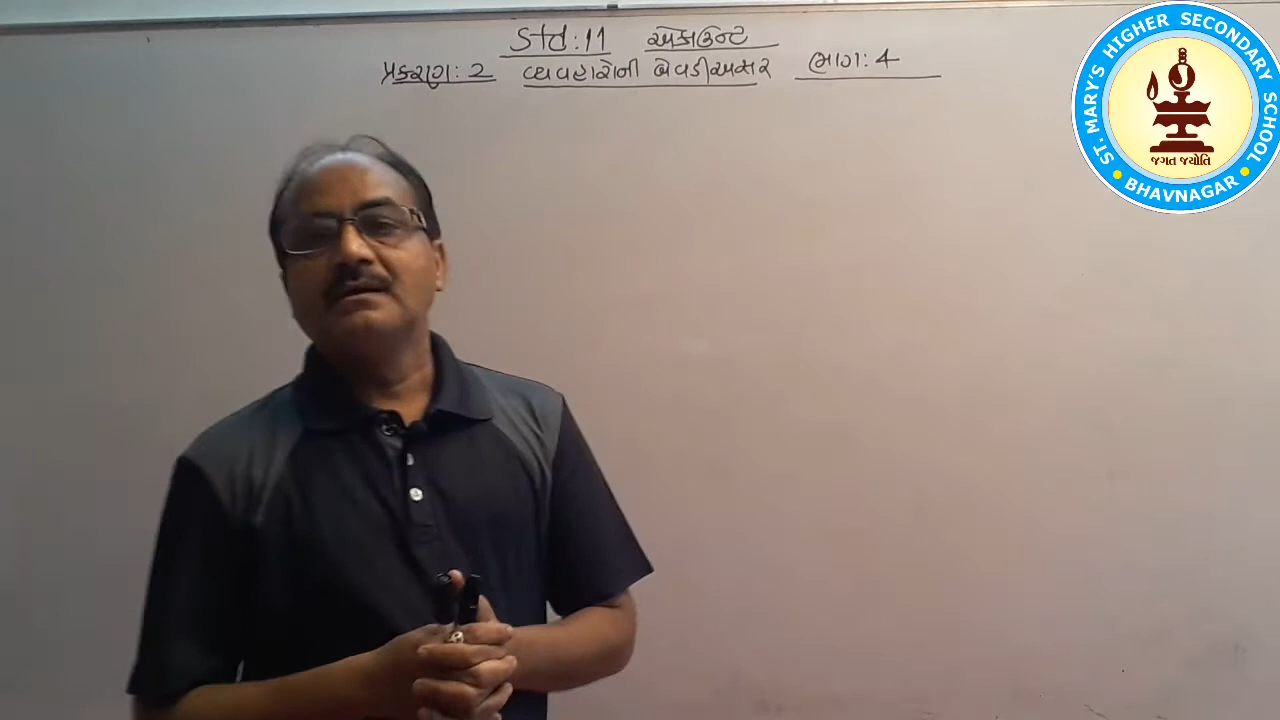 Std: 11 એકાઉન્ટ
પ્રકરણ: 2 વ્યવહારોની બેવડી અસર ભાગ: 4
ST. MARY'S HIGHER SECONDARY SCHOOL
જગત જ્યોતિ
BHAVNAGAR